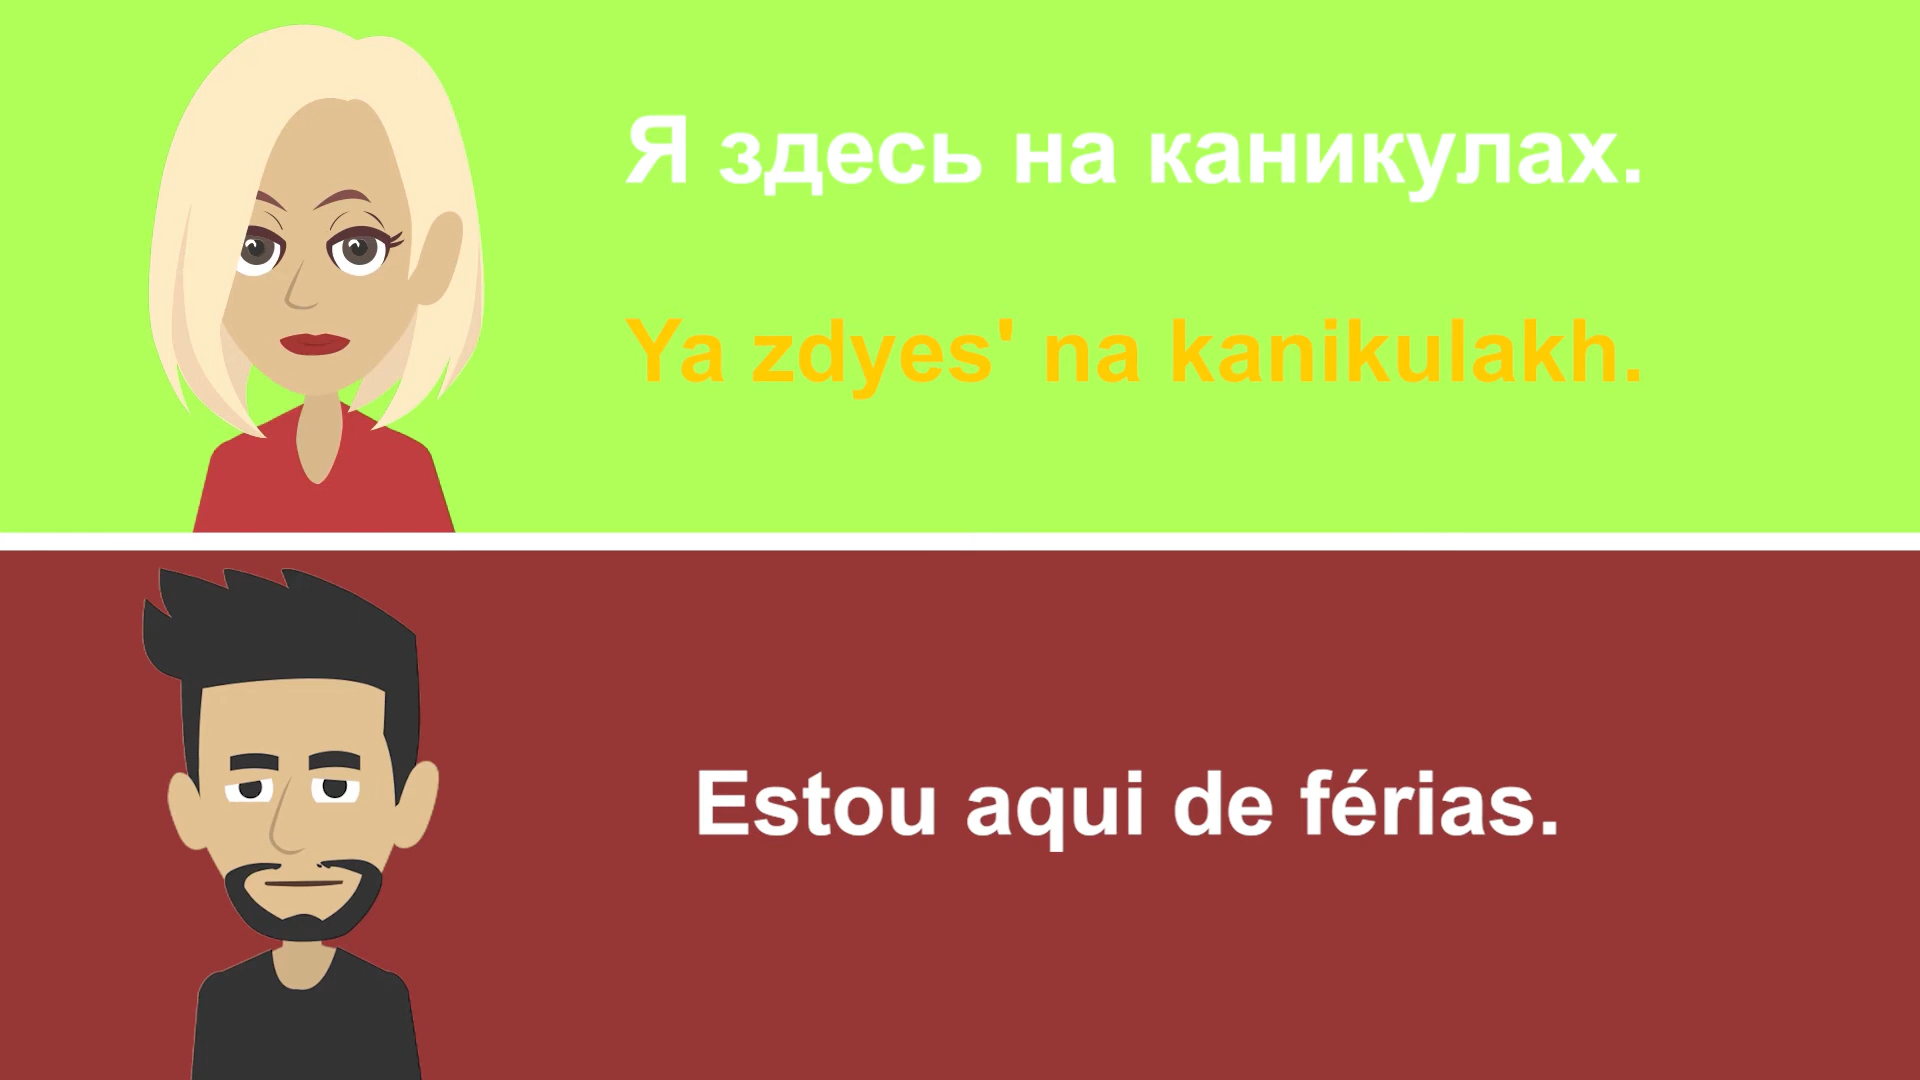 Я здесь на каникулах.
Ya zdyes' na kanikulakh.
Estou aqui de férias.